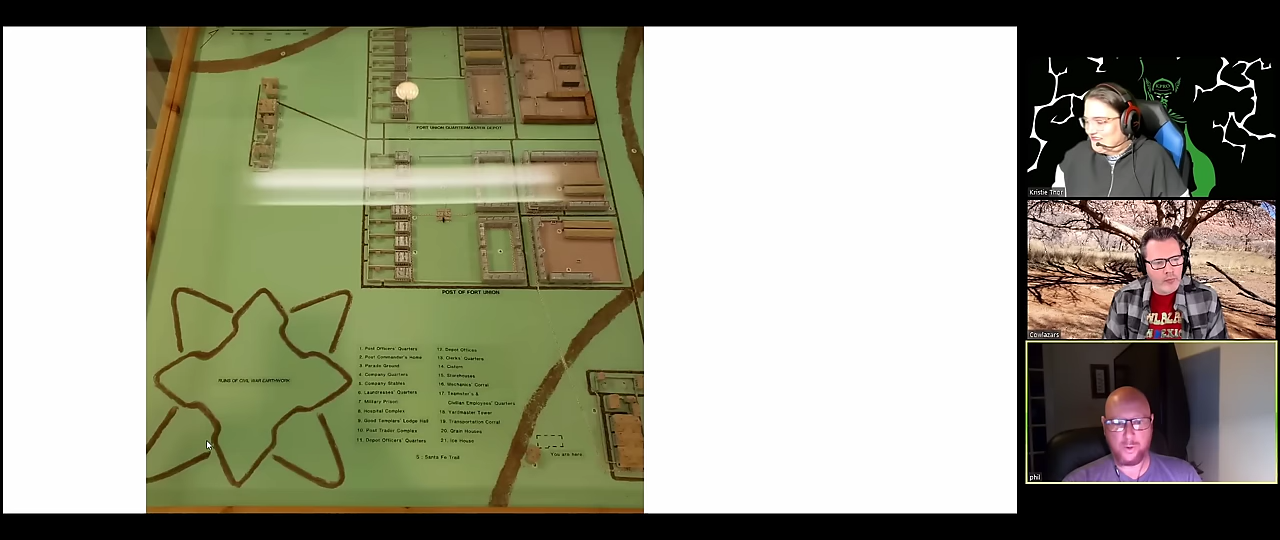 FORT UNION QUARTERMASTER DEPOT
POST OF FORT UNION
RUINS OF CIVIL WAR EARTHWORK
1. Post Officers' Quarters
2. Post Commander's Home
3. Parade Ground
4. Company Quarters
5. Company Stables
6. Laundresses' Quarters
7. Military Prison
8. Hospital Complex
9. Good Templars' Lodge Hall
10. Post Trader Complex
11. Depot Officers' Quarters
12. Depot Offices
13. Clerks' Quarters
14. Cistern
15. Storehouses
16. Mechanics' Corral
17. Teamster's &
Civilian Employees' Quarters
18. Yardmaster Tower
19. Transportation Corral
20. Grain Houses
21. Ice House
S : Santa Fe Trail
You are here
KPRO
Kristie Thor
Cowlazars
phil